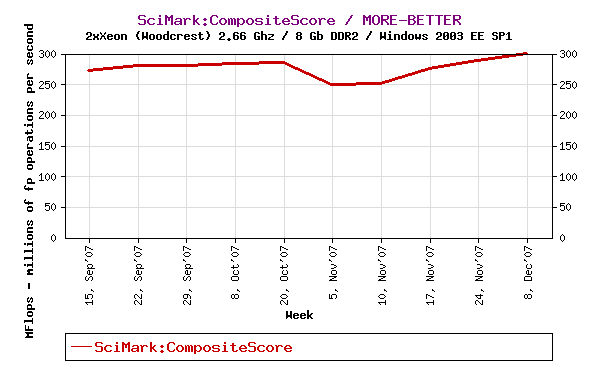 SciMark:CompositeScore / MORE-BETTER
2xXeon (Woodcrest) 2.66 Ghz / 8 Gb DDR2 / Windows 2003 EE SP1
MFlops - millions of fp operations per second
300
250
200
150
100
50
0
300
250
200
150
100
50
0
15, Sep'07
22, Sep'07
29, Sep'07
8, Oct'07
20, Oct'07
5, Nov'07
10, Nov'07
17, Nov'07
24, Nov'07
8, Dec'07
Week
SciMark:CompositeScore